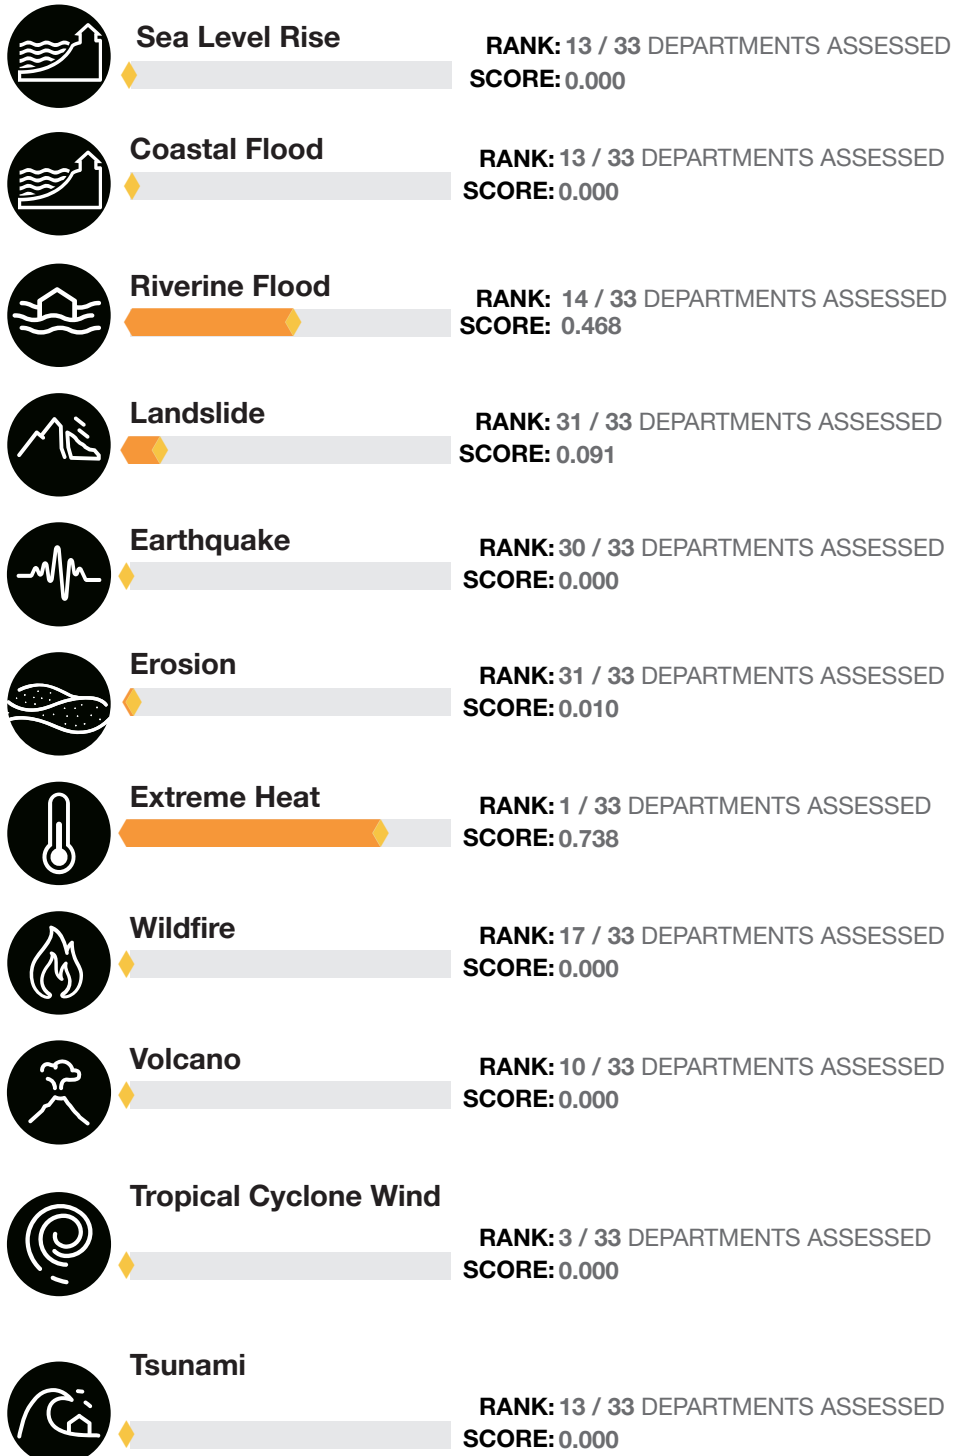 Sea Level Rise
RANK: 13 / 33 DEPARTMENTS ASSESSED
SCORE: 0.000
Coastal Flood
RANK: 13 / 33 DEPARTMENTS ASSESSED
SCORE: 0.000
Riverine Flood
RANK: 14 / 33 DEPARTMENTS ASSESSED
SCORE: 0.468
Landslide
RANK: 31 / 33 DEPARTMENTS ASSESSED
SCORE: 0.091
Earthquake
RANK: 30 / 33 DEPARTMENTS ASSESSED
SCORE: 0.000
Erosion
RANK: 31 / 33 DEPARTMENTS ASSESSED
SCORE: 0.010
Extreme Heat
RANK: 1 / 33 DEPARTMENTS ASSESSED
SCORE: 0.738
Wildfire
RANK: 17 / 33 DEPARTMENTS ASSESSED
SCORE: 0.000
Volcano
RANK: 10 / 33 DEPARTMENTS ASSESSED
SCORE: 0.000
Tropical Cyclone Wind
RANK: 3 / 33 DEPARTMENTS ASSESSED
SCORE: 0.000
Tsunami
RANK: 13 / 33 DEPARTMENTS ASSESSED
SCORE: 0.000